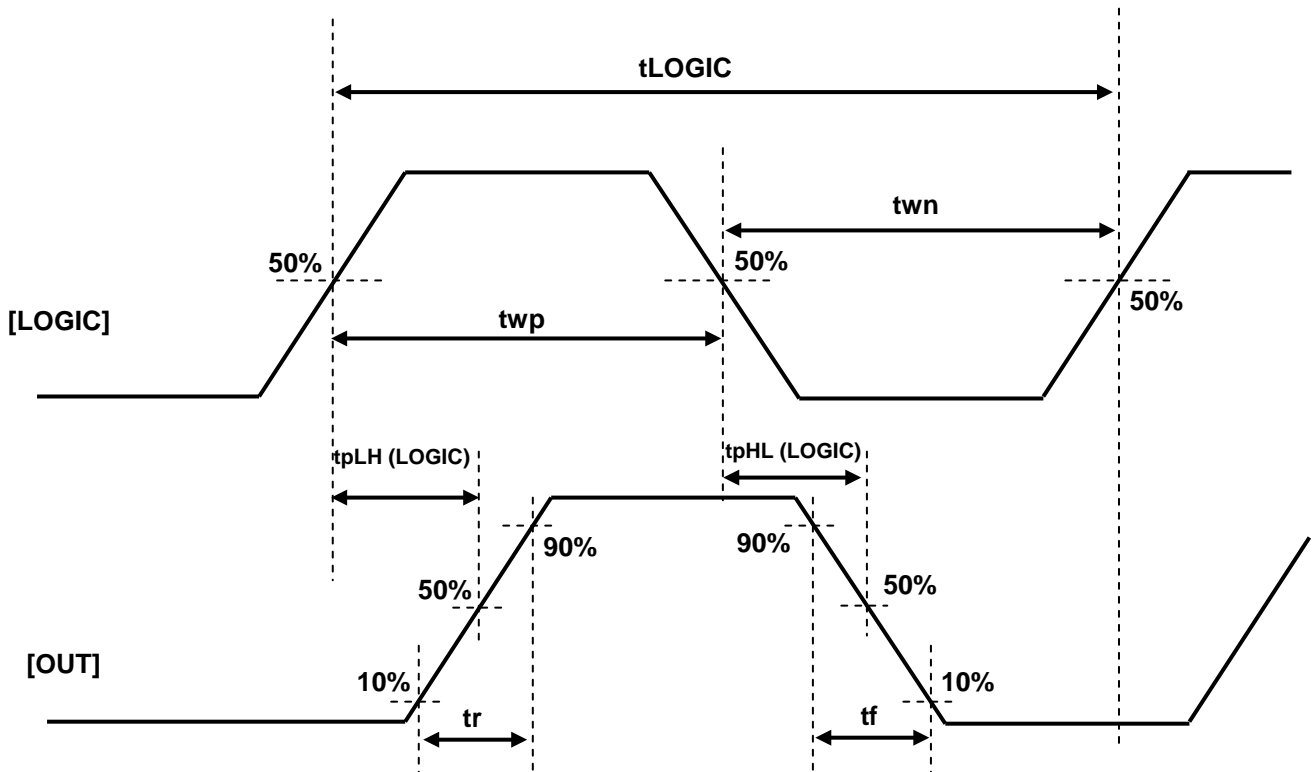 tLOGIC
twn
50%
50%
50%
[LOGIC]
twp
tpLH (LOGIC)
tpHL (LOGIC)
90%
90%
50%
50%
[OUT]
10%
10%
tr
tf